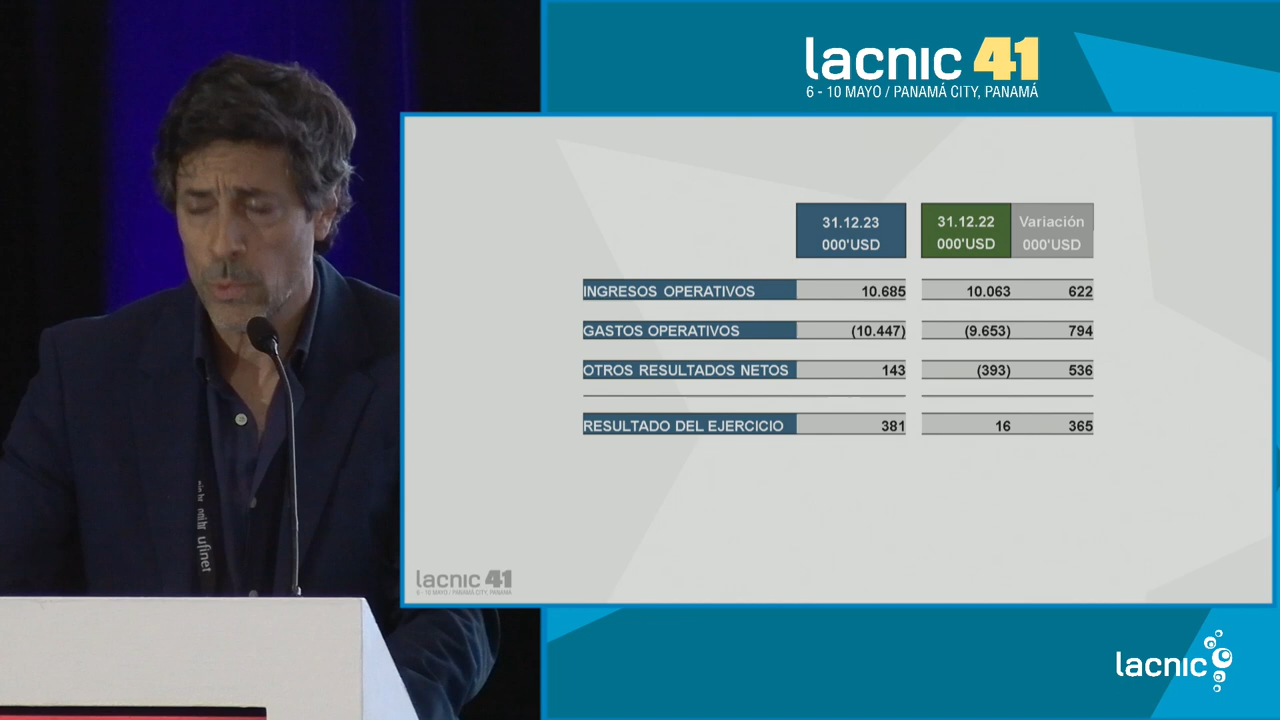 lacnic 41
6 - 10 MAYO / PANAMÁ CITY, PANAMÁ
31.12.23 31.12.22 Variación
000'USD 000'USD 000'USD
INGRESOS OPERATIVOS 10.685 10.063 622
GASTOS OPERATIVOS (10.447) (9.653) 794
OTROS RESULTADOS NETOS 143 (393) 536
RESULTADO DEL EJERCICIO 381 16 365
lacnic 41
6 - 10 MAYO / PANAMÁ CITY, PANAMÁ
ufinet
lacnic